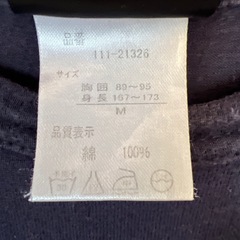 品番
111-21326
サイズ
胸囲 89~95
身長 167~173
M
品質表示
綿 100%